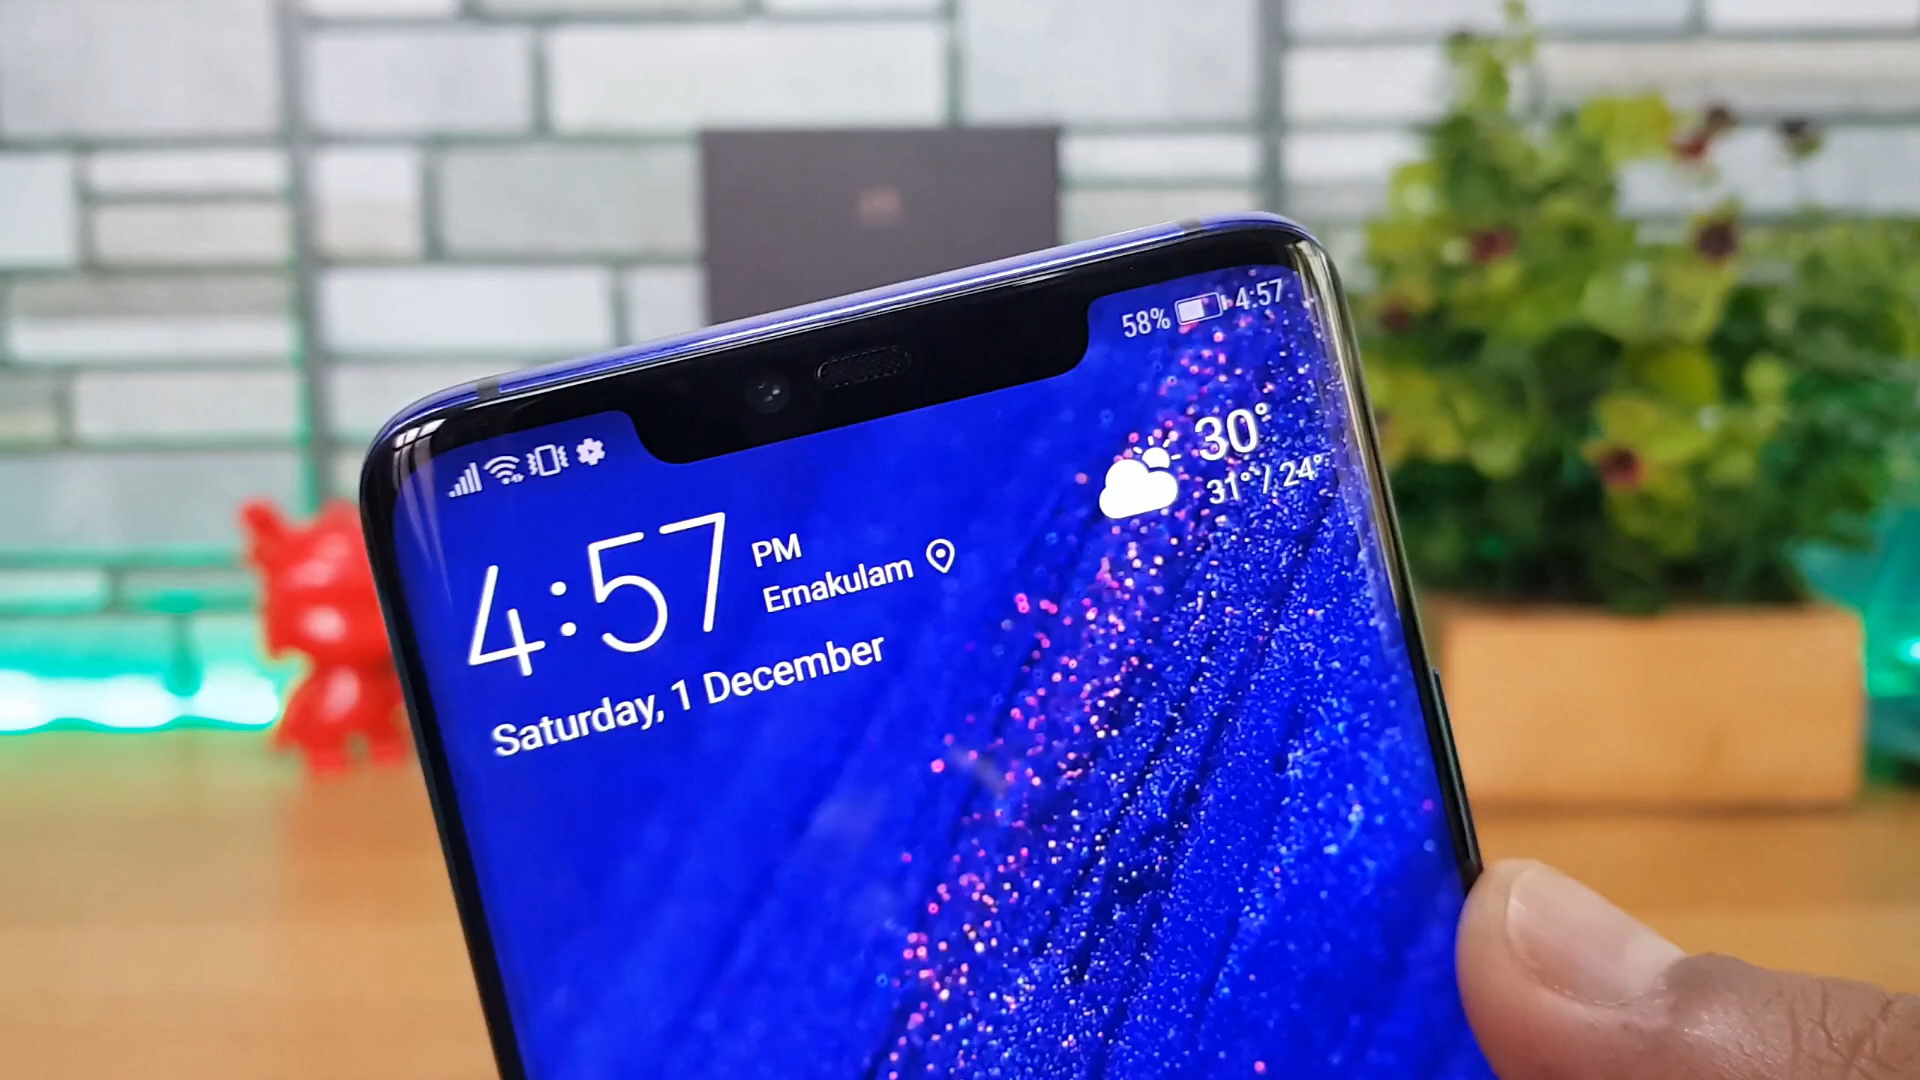 58% 4:57
4:57 PM
Ernakulam
Saturday, 1 December
30°
31° / 24°